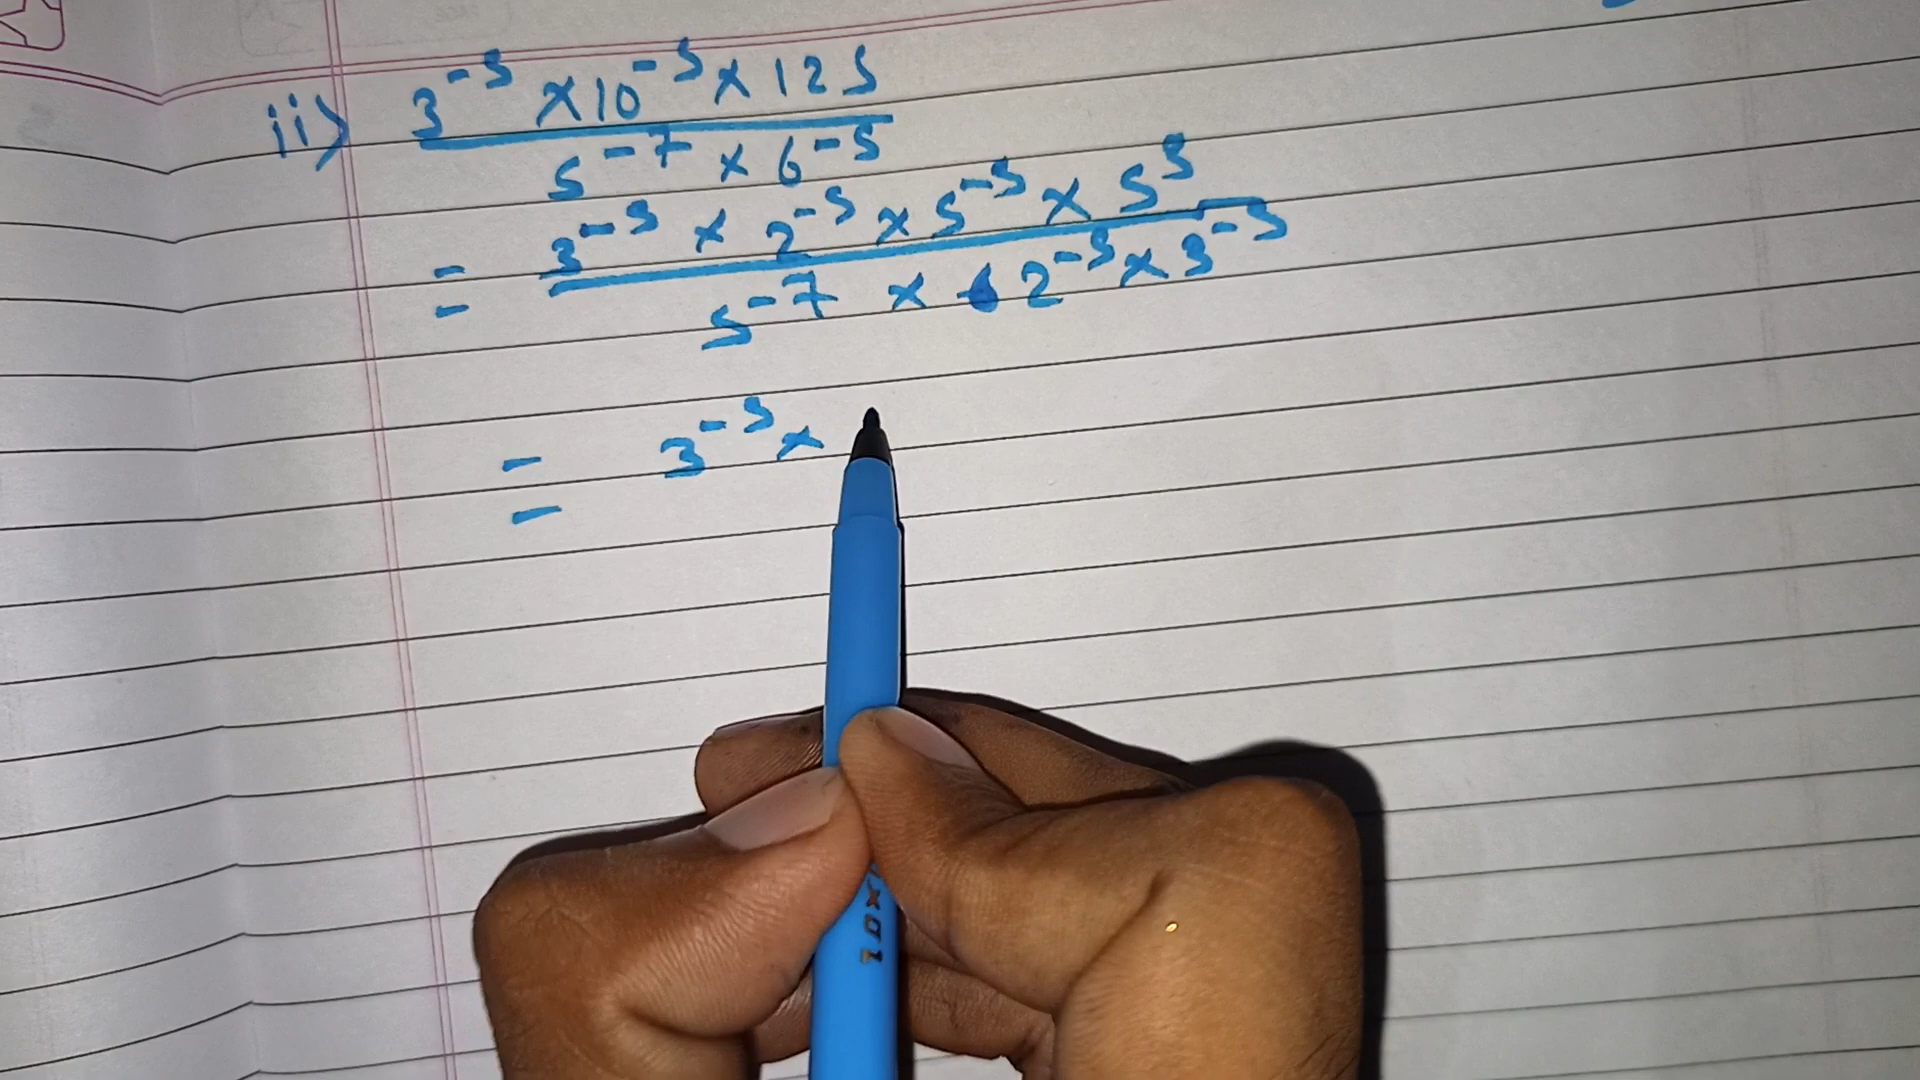 ii) 3^-5 × 10^-5 × 125
5^-7 × 6^-5
= 3^-5 × 2^-5 × 5^-5 × 5^3
5^-7 × 2^-5 × 3^-5
= 3^-5 ×